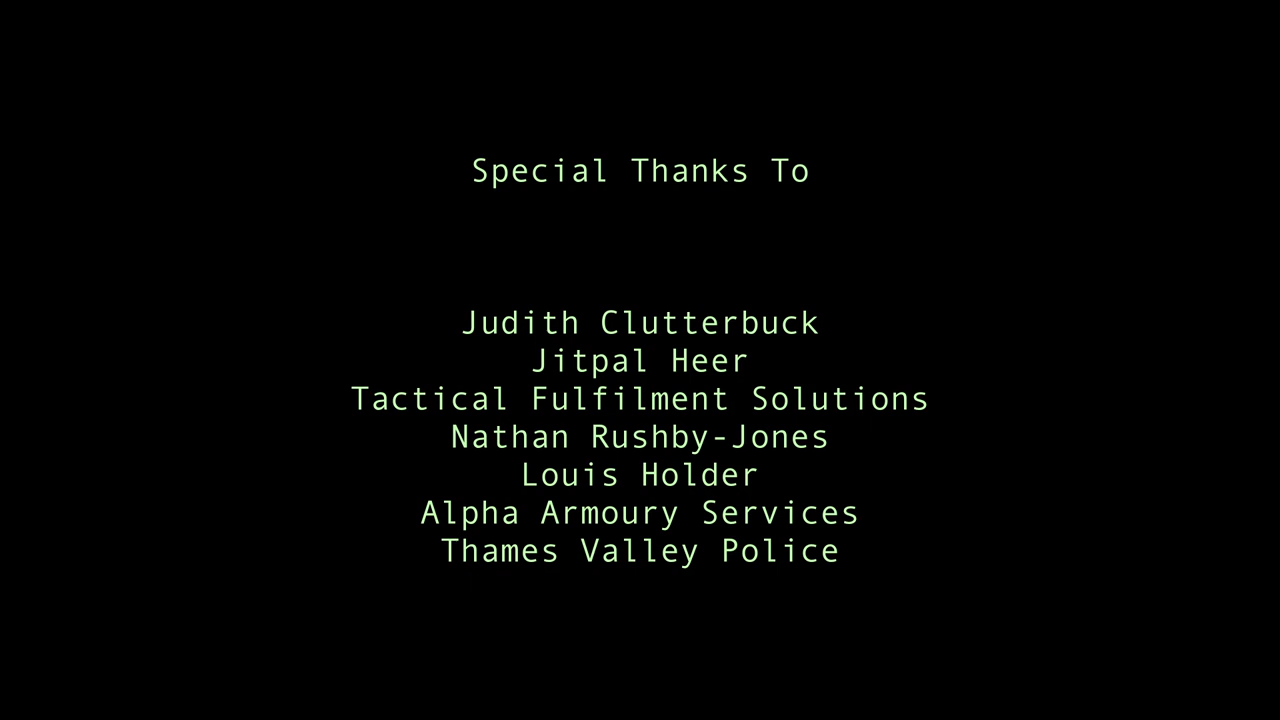 Special Thanks To
Judith Clutterbuck
Jitpal Heer
Tactical Fulfilment Solutions
Nathan Rushby-Jones
Louis Holder
Alpha Armoury Services
Thames Valley Police